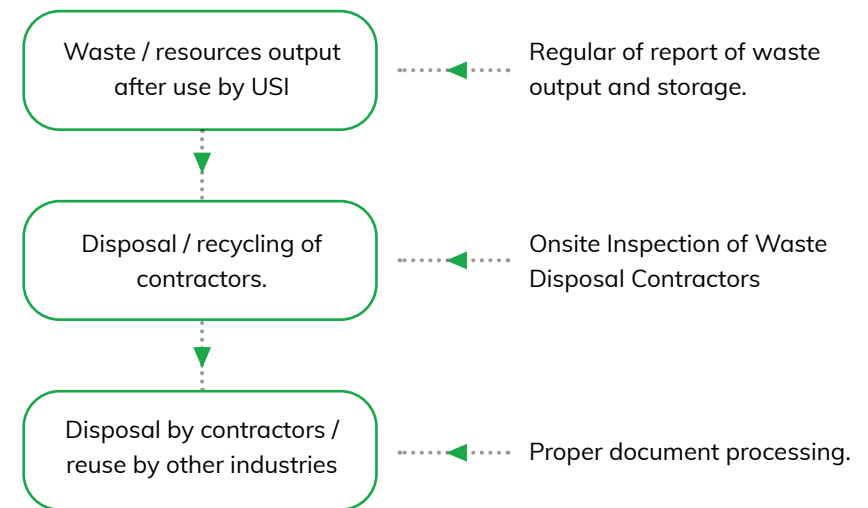 Waste / resources output
after use by USI
Regular of report of waste
output and storage.
Disposal / recycling of
contractors.
Onsite Inspection of Waste
Disposal Contractors
Disposal by contractors /
reuse by other industries
Proper document processing.